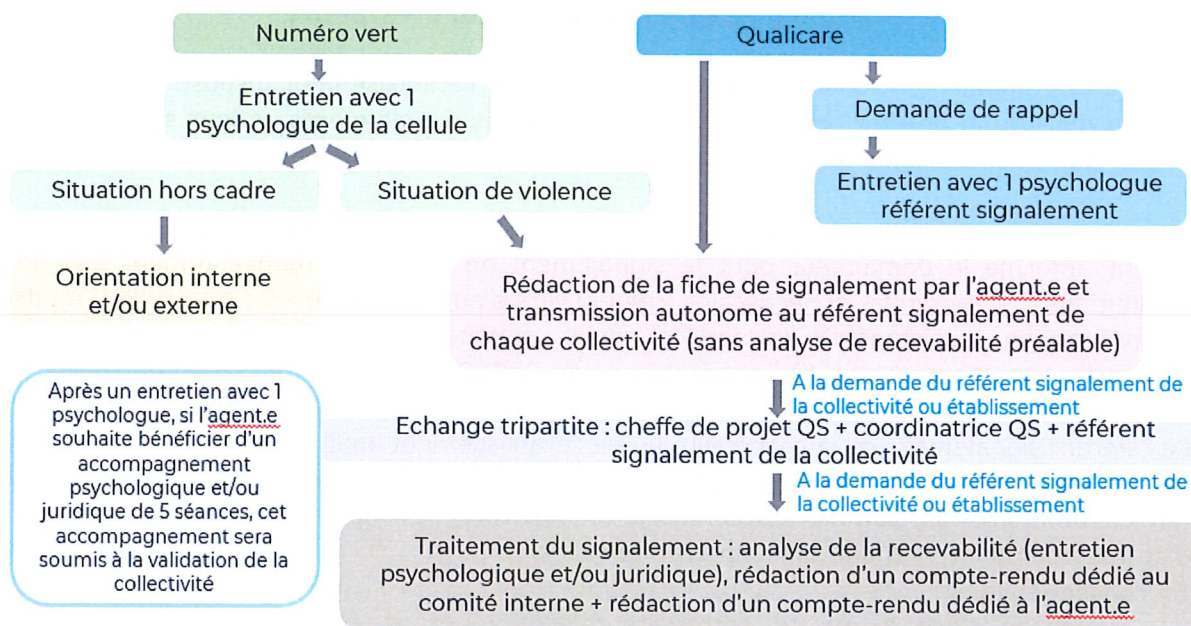 Numéro vert
Qualicare
Entretien avec 1
psychologue de la cellule
Demande de rappel
Situation hors cadre
Situation de violence
Entretien avec 1 psychologue
référent signalement
Orientation interne
et/ou externe
Rédaction de la fiche de signalement par l'agent.e et
transmission autonome au référent signalement de
chaque collectivité (sans analyse de recevabilité préalable)
Après un entretien avec 1
psychologue, si l'agent.e
souhaite bénéficier d'un
accompagnement
psychologique et/ou
juridique de 5 séances, cet
accompagnement sera
soumis à la validation de la
collectivité
A la demande du référent signalement de
la collectivité ou établissement
Echange tripartite : cheffe de projet QS + coordinatrice QS + référent
signalement de la collectivité
A la demande du référent signalement de
la collectivité ou établissement
Traitement du signalement : analyse de la recevabilité (entretien
psychologique et/ou juridique), rédaction d'un compte-rendu dédié au
comité interne + rédaction d'un compte-rendu dédié à l'agent.e